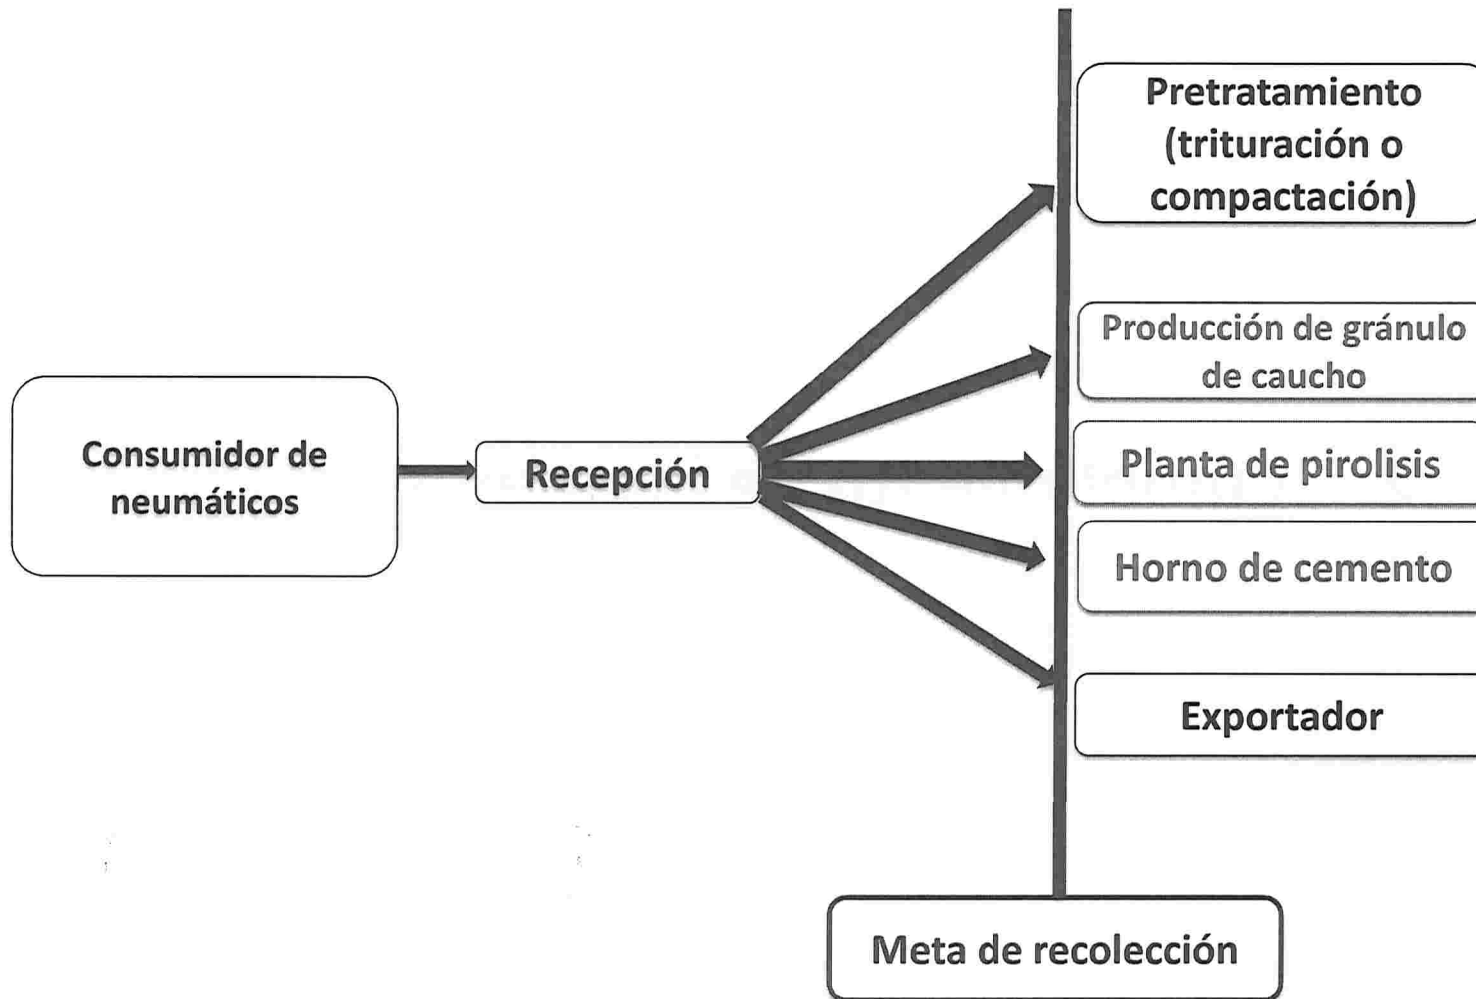 Pretratamiento
(trituración o
compactación)
Producción de gránulo
de caucho
Consumidor de
neumáticos
Recepción
Planta de pirolisis
Horno de cemento
Exportador
Meta de recolección